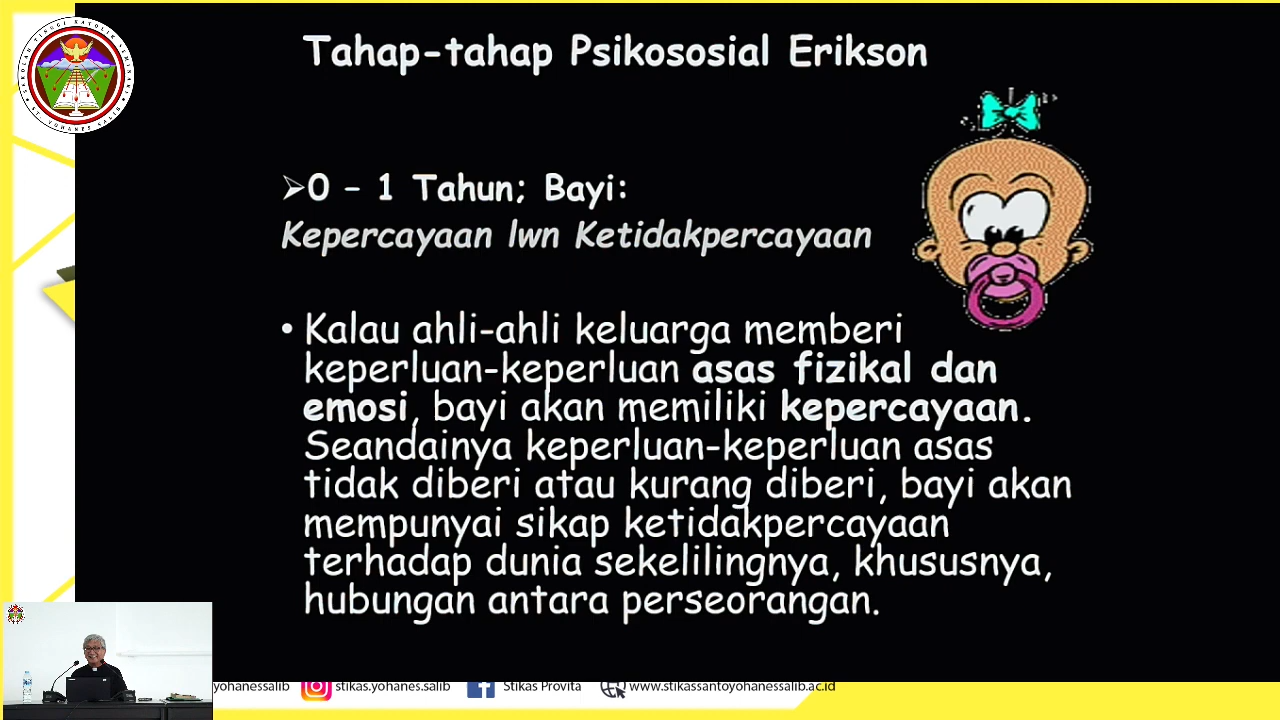 Tahap-tahap Psikososial Erikson
0 - 1 Tahun; Bayi:
Kepercayaan lwn Ketidakpercayaan
• Kalau ahli-ahli keluarga memberi
keperluan-keperluan asas fizikal dan
emosi, bayi akan memiliki kepercayaan.
Seandainya keperluan-keperluan asas
tidak diberi atau kurang diberi, bayi akan
mempunyai sikap ketidakpercayaan
terhadap dunia sekelilingnya, khususnya,
hubungan antara perseorangan.
yohanessalib stikas.yohanes.salib Stikas Provita www.stikassantoyohanessalib.ac.id